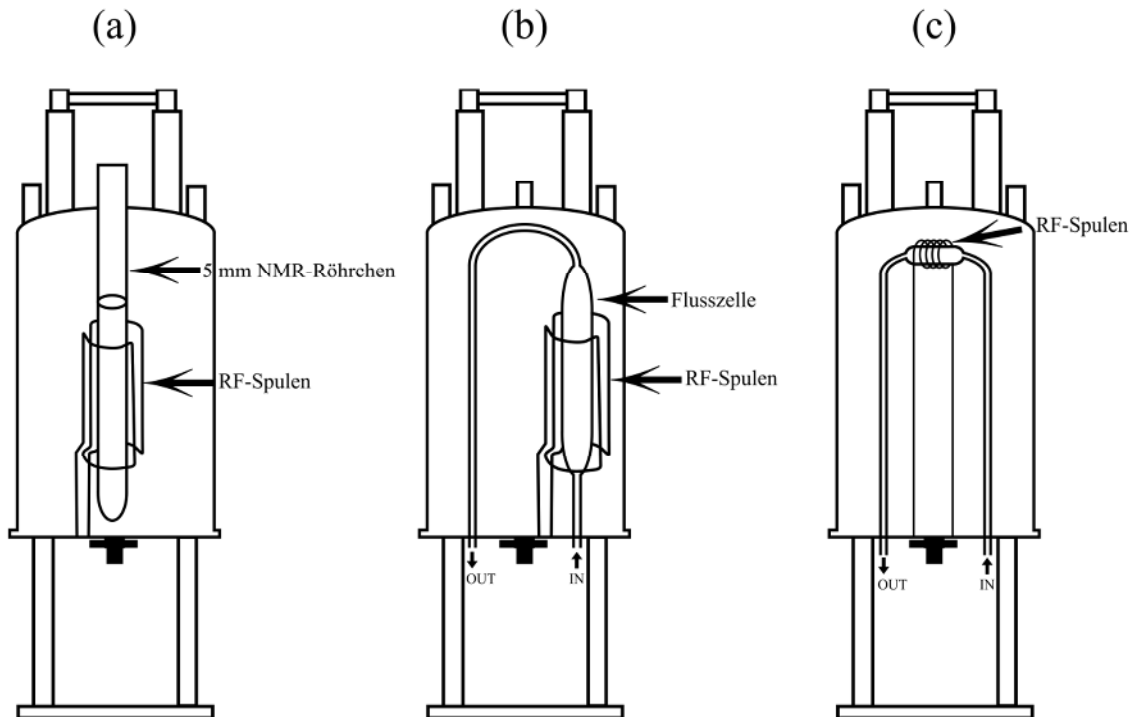 (a)
(b)
(c)
5 mm NMR-Röhrchen
RF-Spulen
Flusszelle
RF-Spulen
OUT
IN
RF-Spulen
OUT
IN